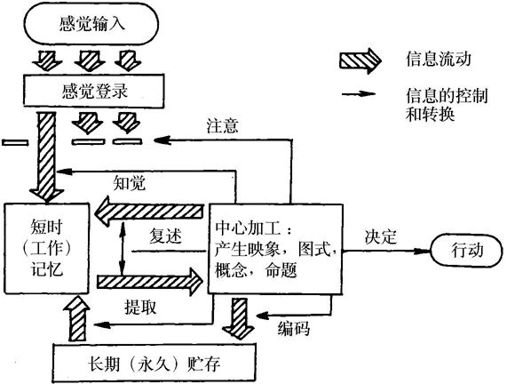 感觉输入
信息流动
感觉登录
信息的控制
和转换
注意
知觉
短时
（工作）
记忆
复述
中心加工：
产生映象，图式，
概念，命题
决定
行动
提取
编码
长期（永久）贮存